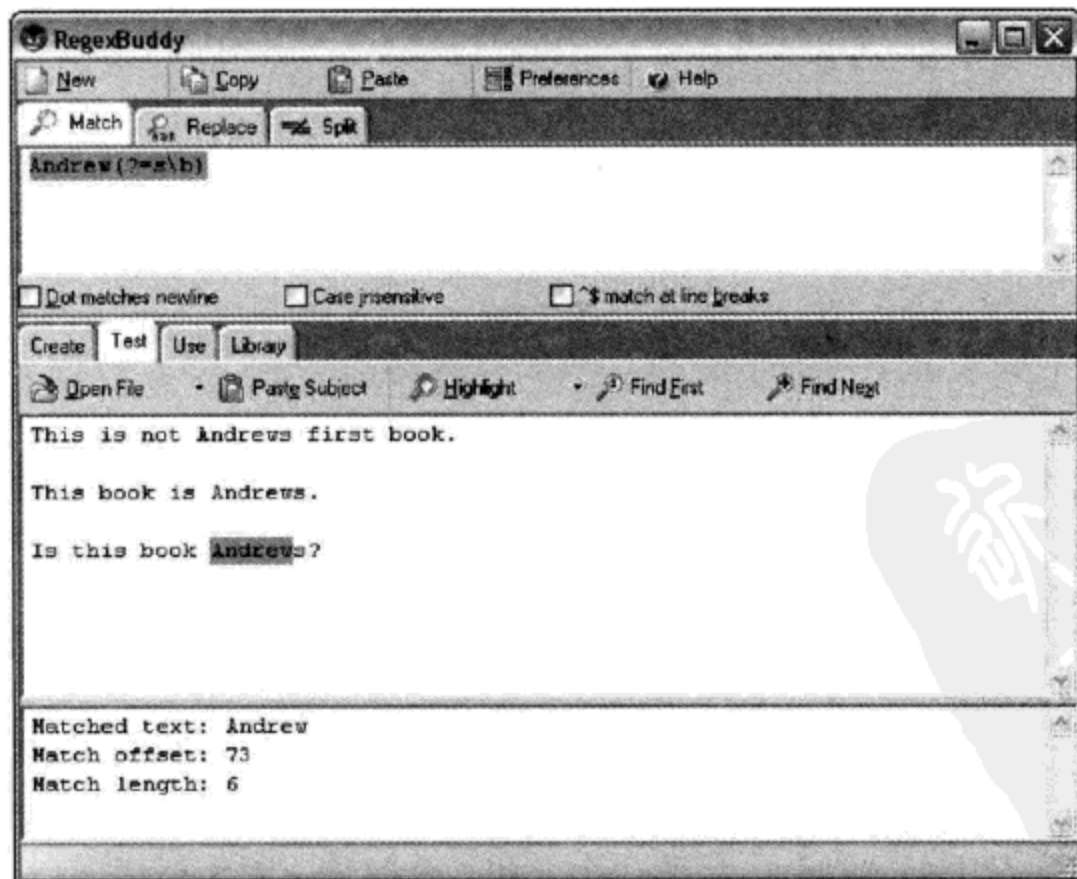 RegexBuddy
New Copy Paste Preferences Help
Match Replace Split
Andrew(?=s\b)
Dot matches newline Case insensitive ^$ match at line breaks
Create Test Use Library
Open File Paste Subject Highlight Find First Find Next
This is not Andrews first book.
This book is Andrews.
Is this book Andrews?
Matched text: Andrew
Match offset: 73
Match length: 6